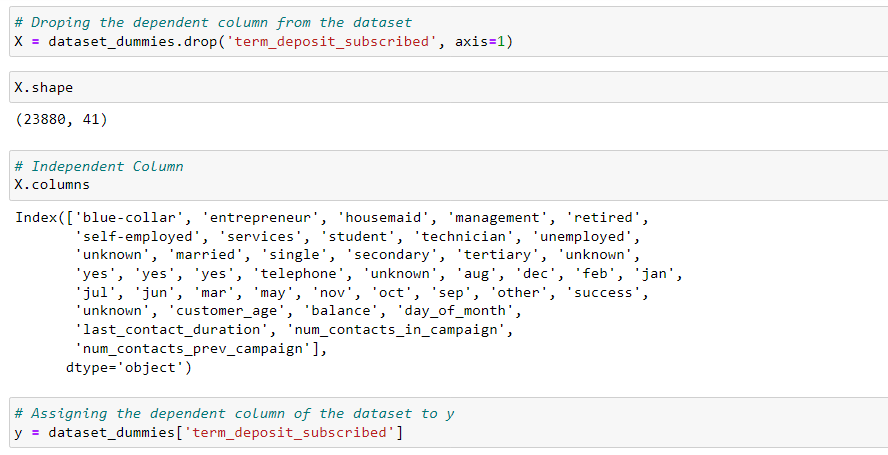 # Droping the dependent column from the dataset
X = dataset_dummies.drop('term_deposit_subscribed', axis=1)
X.shape
(23880, 41)
# Independent Column
X.columns
Index(['blue-collar', 'entrepreneur', 'housemaid', 'management', 'retired',
'self-employed', 'services', 'student', 'technician', 'unemployed',
'unknown', 'married', 'single', 'secondary', 'tertiary', 'unknown',
'yes', 'yes', 'yes', 'telephone', 'unknown', 'aug', 'dec', 'feb', 'jan',
'jul', 'jun', 'mar', 'may', 'nov', 'oct', 'sep', 'other', 'success',
'unknown', 'customer_age', 'balance', 'day_of_month',
'last_contact_duration', 'num_contacts_in_campaign',
'num_contacts_prev_campaign'],
dtype='object')
# Assigning the dependent column of the dataset to y
y = dataset_dummies['term_deposit_subscribed']